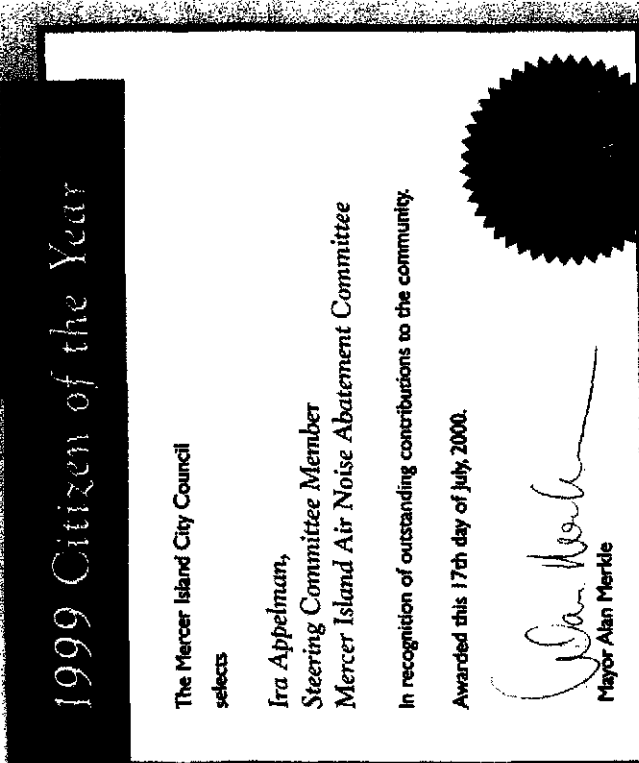 1999 Citizen of the Year
The Mercer Island City Council
selects
Ira Appelman,
Steering Committee Member
Mercer Island Air Noise Abatement Committee
In recognition of outstanding contributions to the community.
Awarded this 17th day of July, 2000.
Alan Merkle
Mayor Alan Merkle